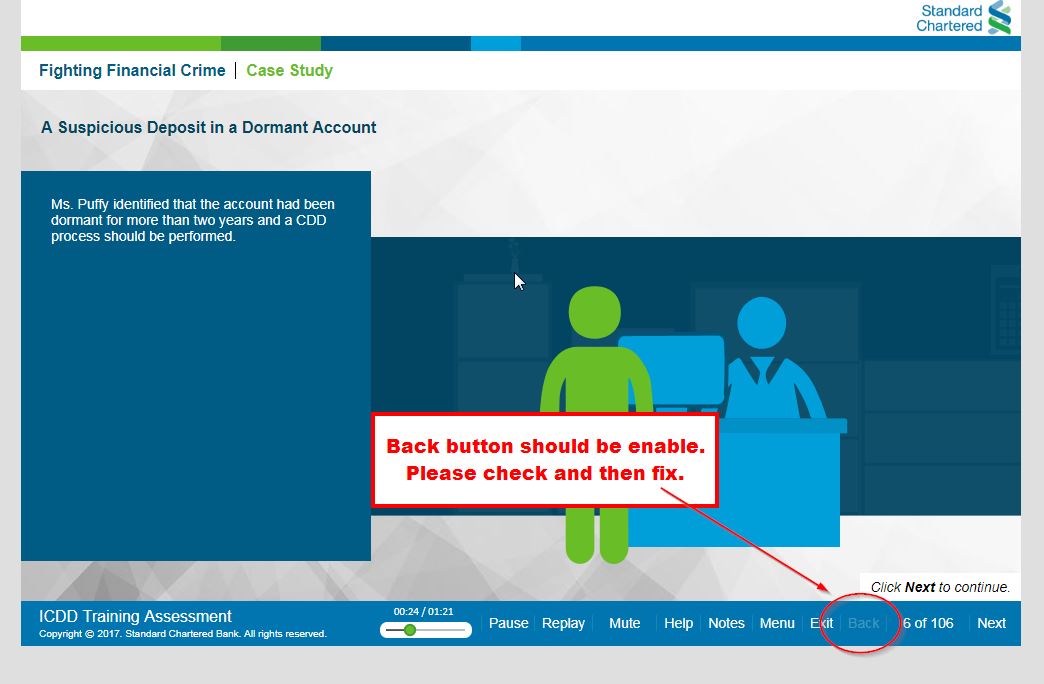 Standard
Chartered
Fighting Financial Crime | Case Study
A Suspicious Deposit in a Dormant Account
Ms. Puffy identified that the account had been
dormant for more than two years and a CDD
process should be performed.
Back button should be enable.
Please check and then fix.
Click Next to continue.
ICDD Training Assessment
Copyright © 2017. Standard Chartered Bank. All rights reserved.
00:24 / 01:21
Pause Replay Mute Help Notes Menu Exit Back 6 of 106 Next